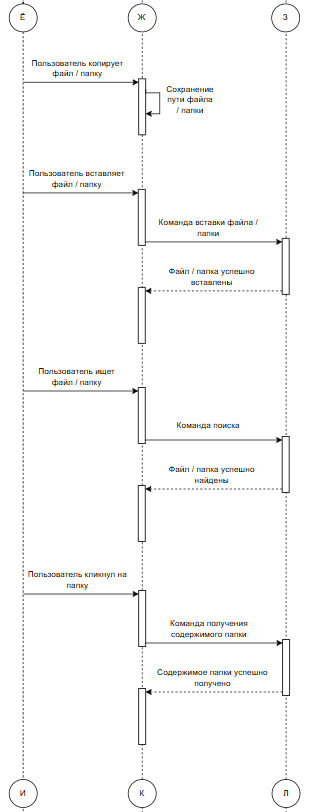 Ё
Ж
З
Пользователь копирует
файл / папку
Сохранение
пути файла
/ папки
Пользователь вставляет
файл / папку
Команда вставки файла /
папки
Файл / папка успешно
вставлены
Пользователь ищет
файл / папку
Команда поиска
Файл / папка успешно
найдены
Пользователь кликнул на
папку
Команда получения
содержимого папки
Содержимое папки успешно
получено
И
К
Л